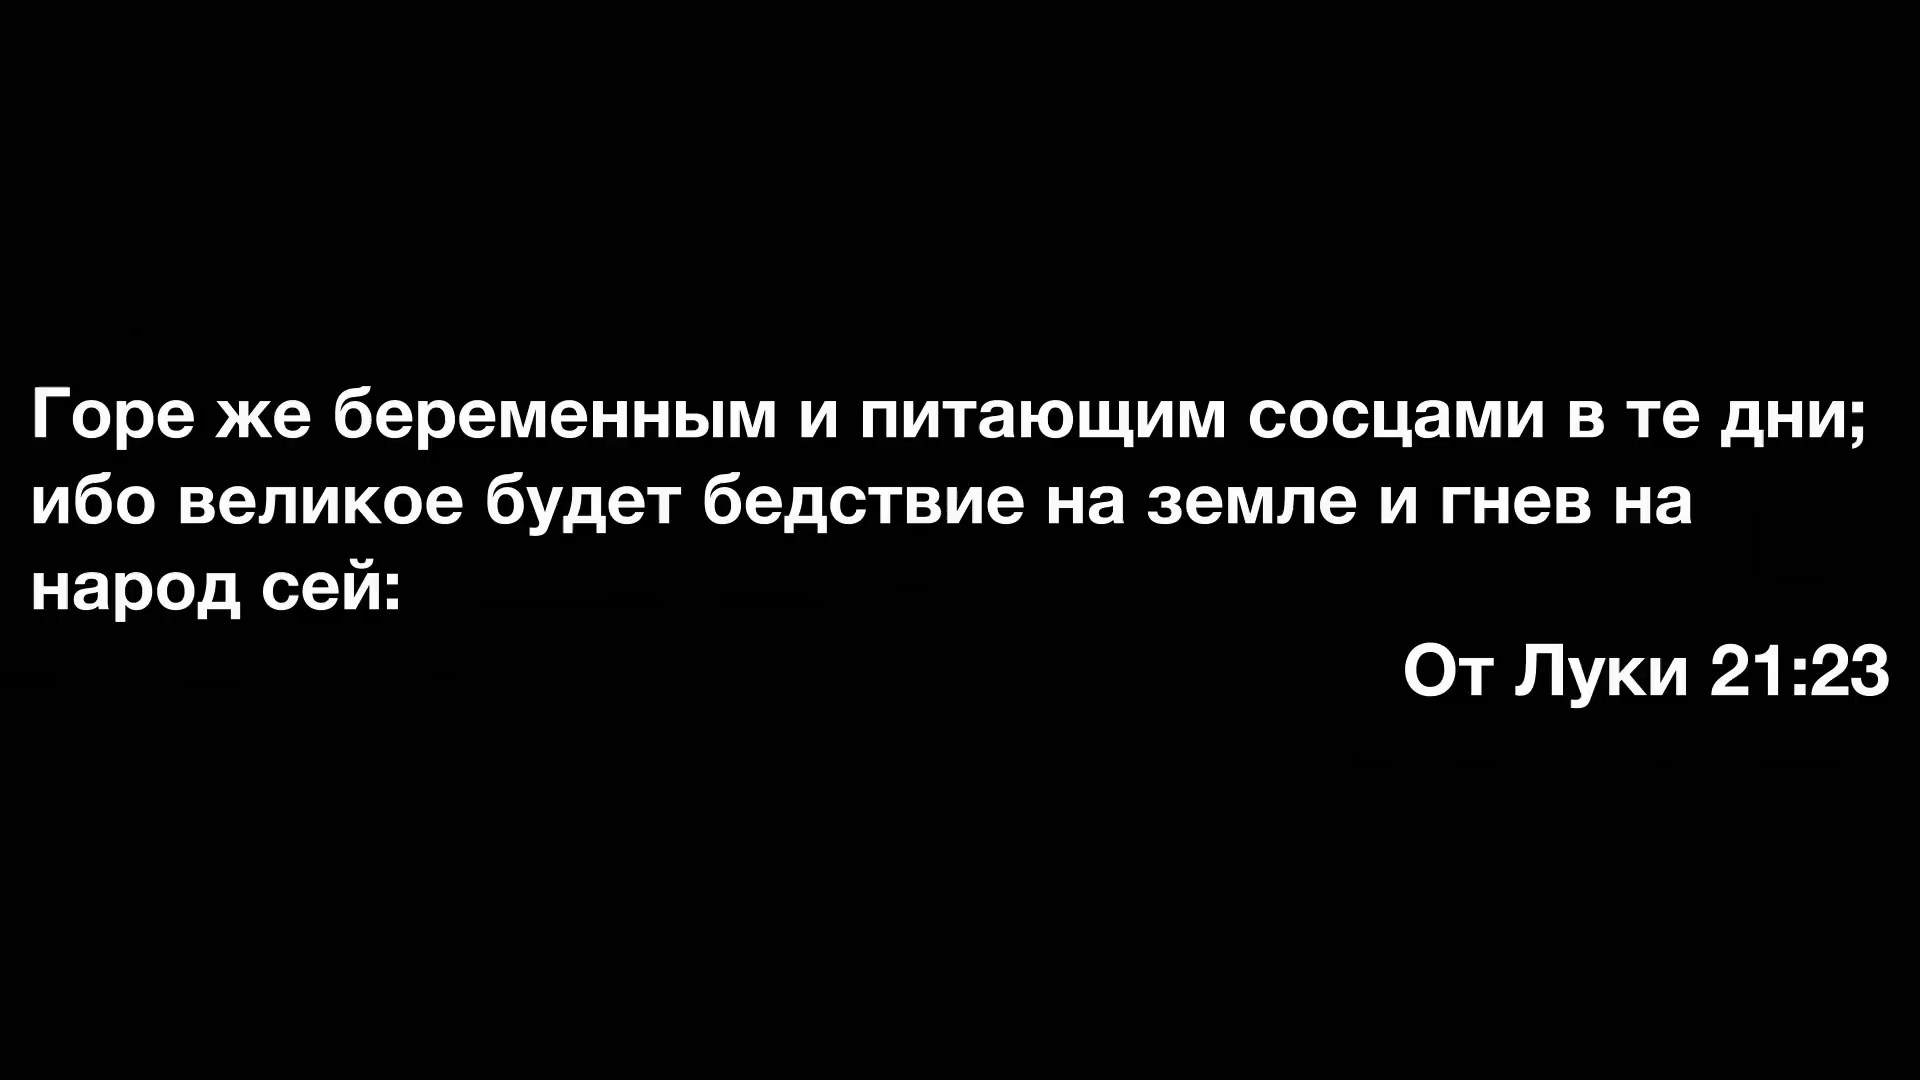 Горе же беременным и питающим сосцами в те дни;
ибо великое будет бедствие на земле и гнев на
народ сей:
От Луки 21:23